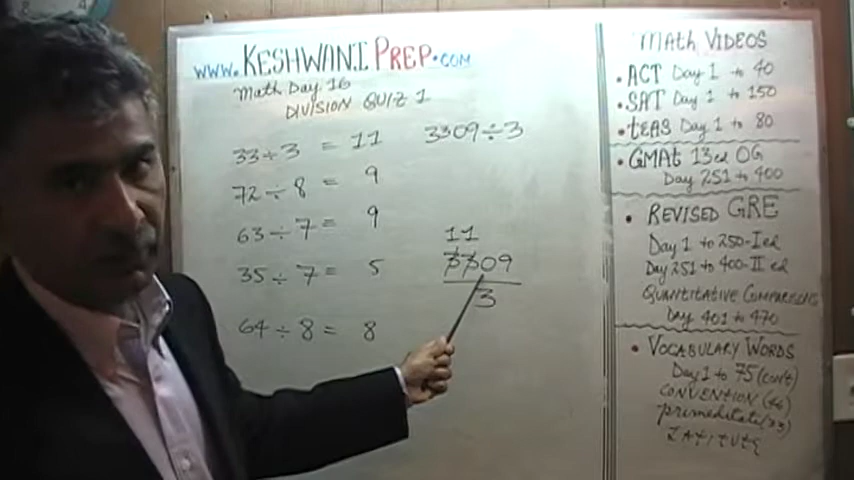 www.KESHWANIPREP.COM
Math Day 16
DIVISION QUIZ 1
33÷3 = 11
72÷8 = 9
63÷7= 9
35÷7= 5
64÷8= 8
3309÷3
11
3309
3
Math VIDEOS
•ACT Day 1 to 40
•SAT Day 1 to 150
•tEAS Day 1 to 80
•GMAt 13ed OG
Day 251 to 400
• REVISED GRE
Day 1 to 250-I ed
Day 251 to 400-II ed
QUANTITATIVE COMPARISONS
Day 401 to 470
• VOCABULARY WORDS
Day 1 to 75
CONVENTION